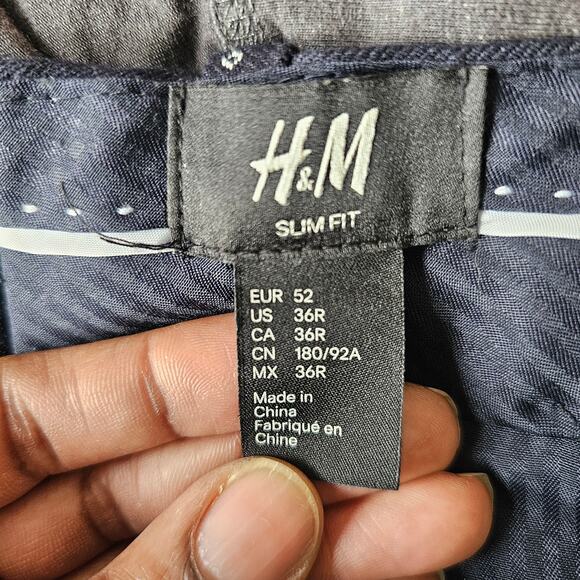 H&M
SLIM FIT
EUR 52
US 36R
CA 36R
CN 180/92A
MX 36R
Made in
China
Fabriqué en
Chine